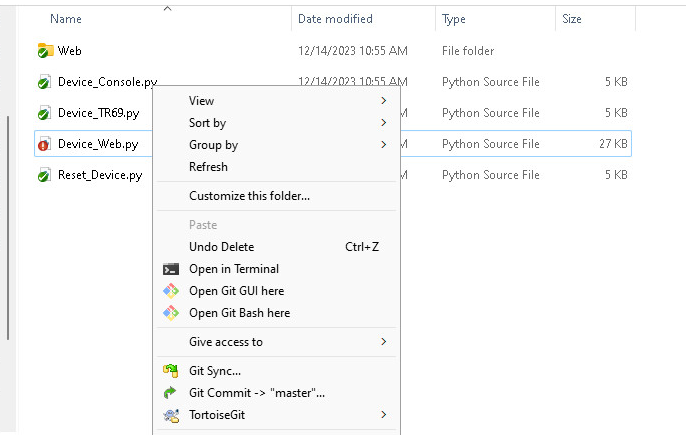 Name Date modified Type Size
Web 12/14/2023 10:55 AM File folder
Device_Console.py 12/14/2023 10:55 AM Python Source File 5 KB
Device_TR69.py Python Source File 5 KB
Device_Web.py Python Source File 27 KB
Reset_Device.py Python Source File 5 KB
View
Sort by
Group by
Refresh
Customize this folder...
Paste
Undo Delete Ctrl+Z
Open in Terminal
Open Git GUI here
Open Git Bash here
Give access to
Git Sync...
Git Commit -> "master"...
TortoiseGit